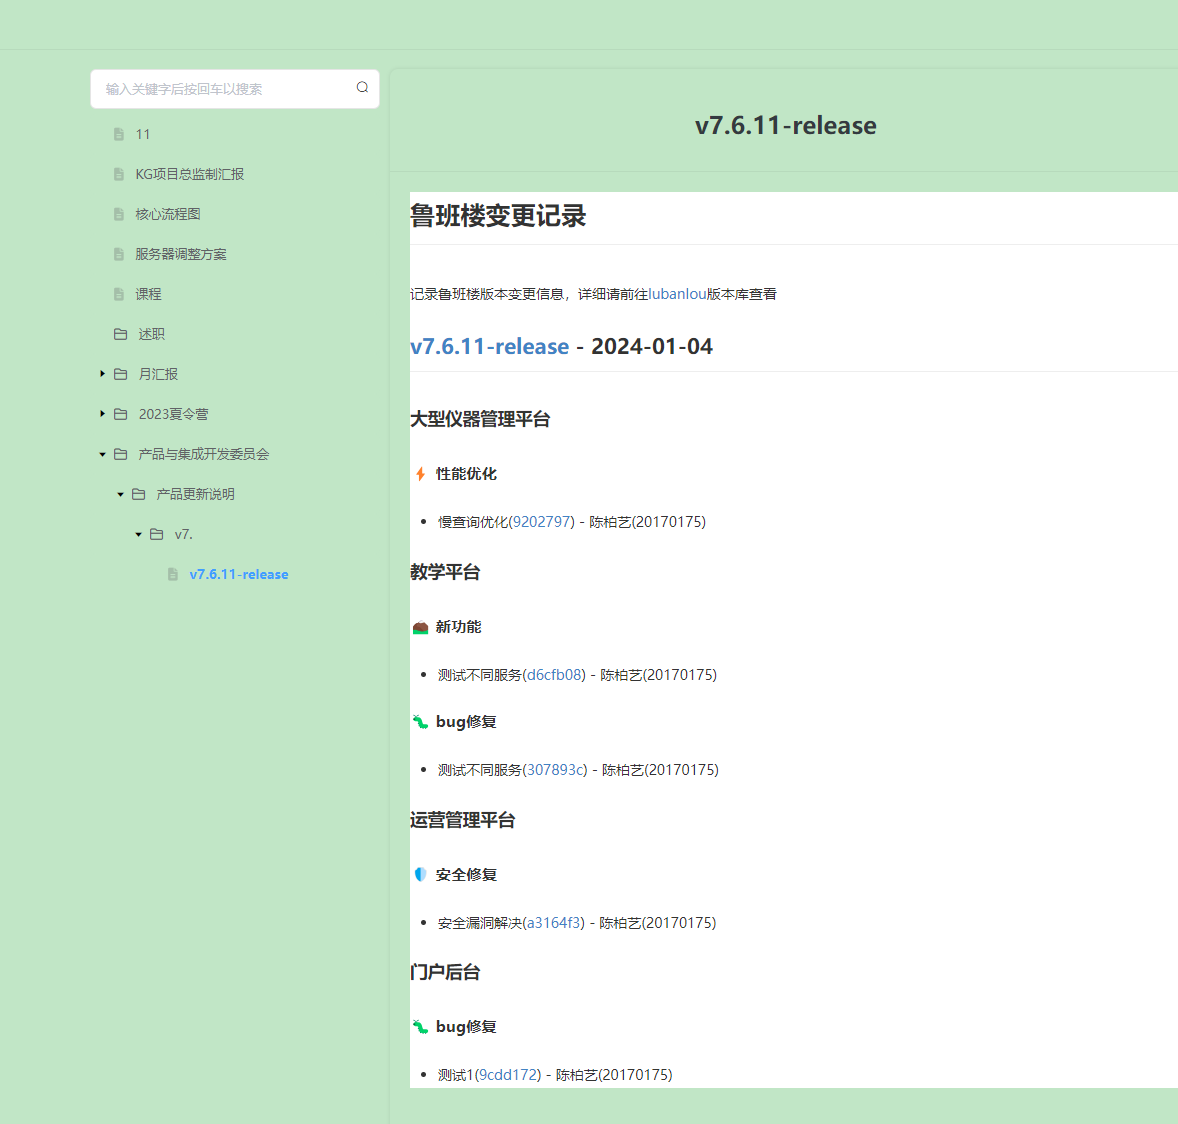 输入关键字后按回车以搜索
11
KG项目总监制汇报
核心流程图
服务器调整方案
课程
述职
月汇报
2023夏令营
产品与集成开发委员会
产品更新说明
v7.
v7.6.11-release
v7.6.11-release
鲁班楼变更记录
记录鲁班楼版本变更信息，详细请前往lubanlou版本库查看
v7.6.11-release - 2024-01-04
大型仪器管理平台
性能优化
慢查询优化(9202797) - 陈柏艺(20170175)
教学平台
新功能
测试不同服务(d6cfb08) - 陈柏艺(20170175)
bug修复
测试不同服务(307893c) - 陈柏艺(20170175)
运营管理平台
安全修复
安全漏洞解决(a3164f3) - 陈柏艺(20170175)
门户后台
bug修复
测试1(9cdd172) - 陈柏艺(20170175)